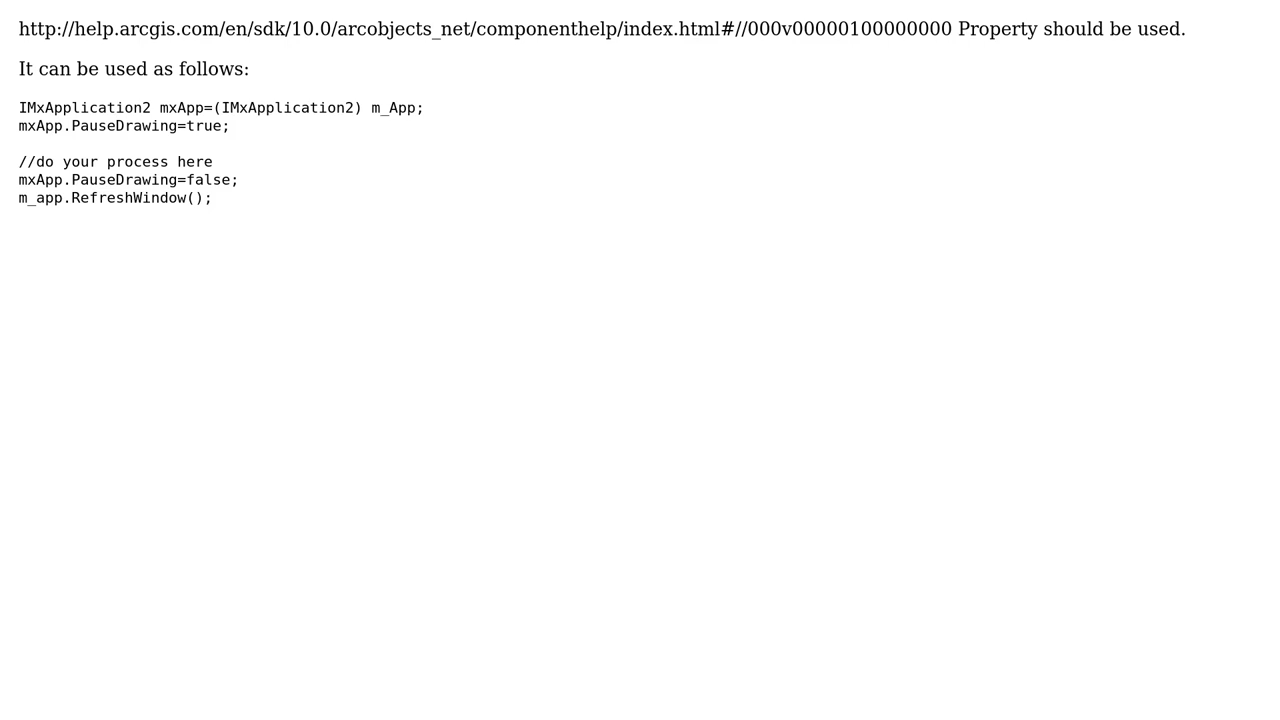 http://help.arcgis.com/en/sdk/10.0/arcobjects_net/componenthelp/index.html#//000v00000100000000 Property should be used.
It can be used as follows:
IMxApplication2 mxApp=(IMxApplication2) m_App;
mxApp.PauseDrawing=true;
//do your process here
mxApp.PauseDrawing=false;
m_app.RefreshWindow();